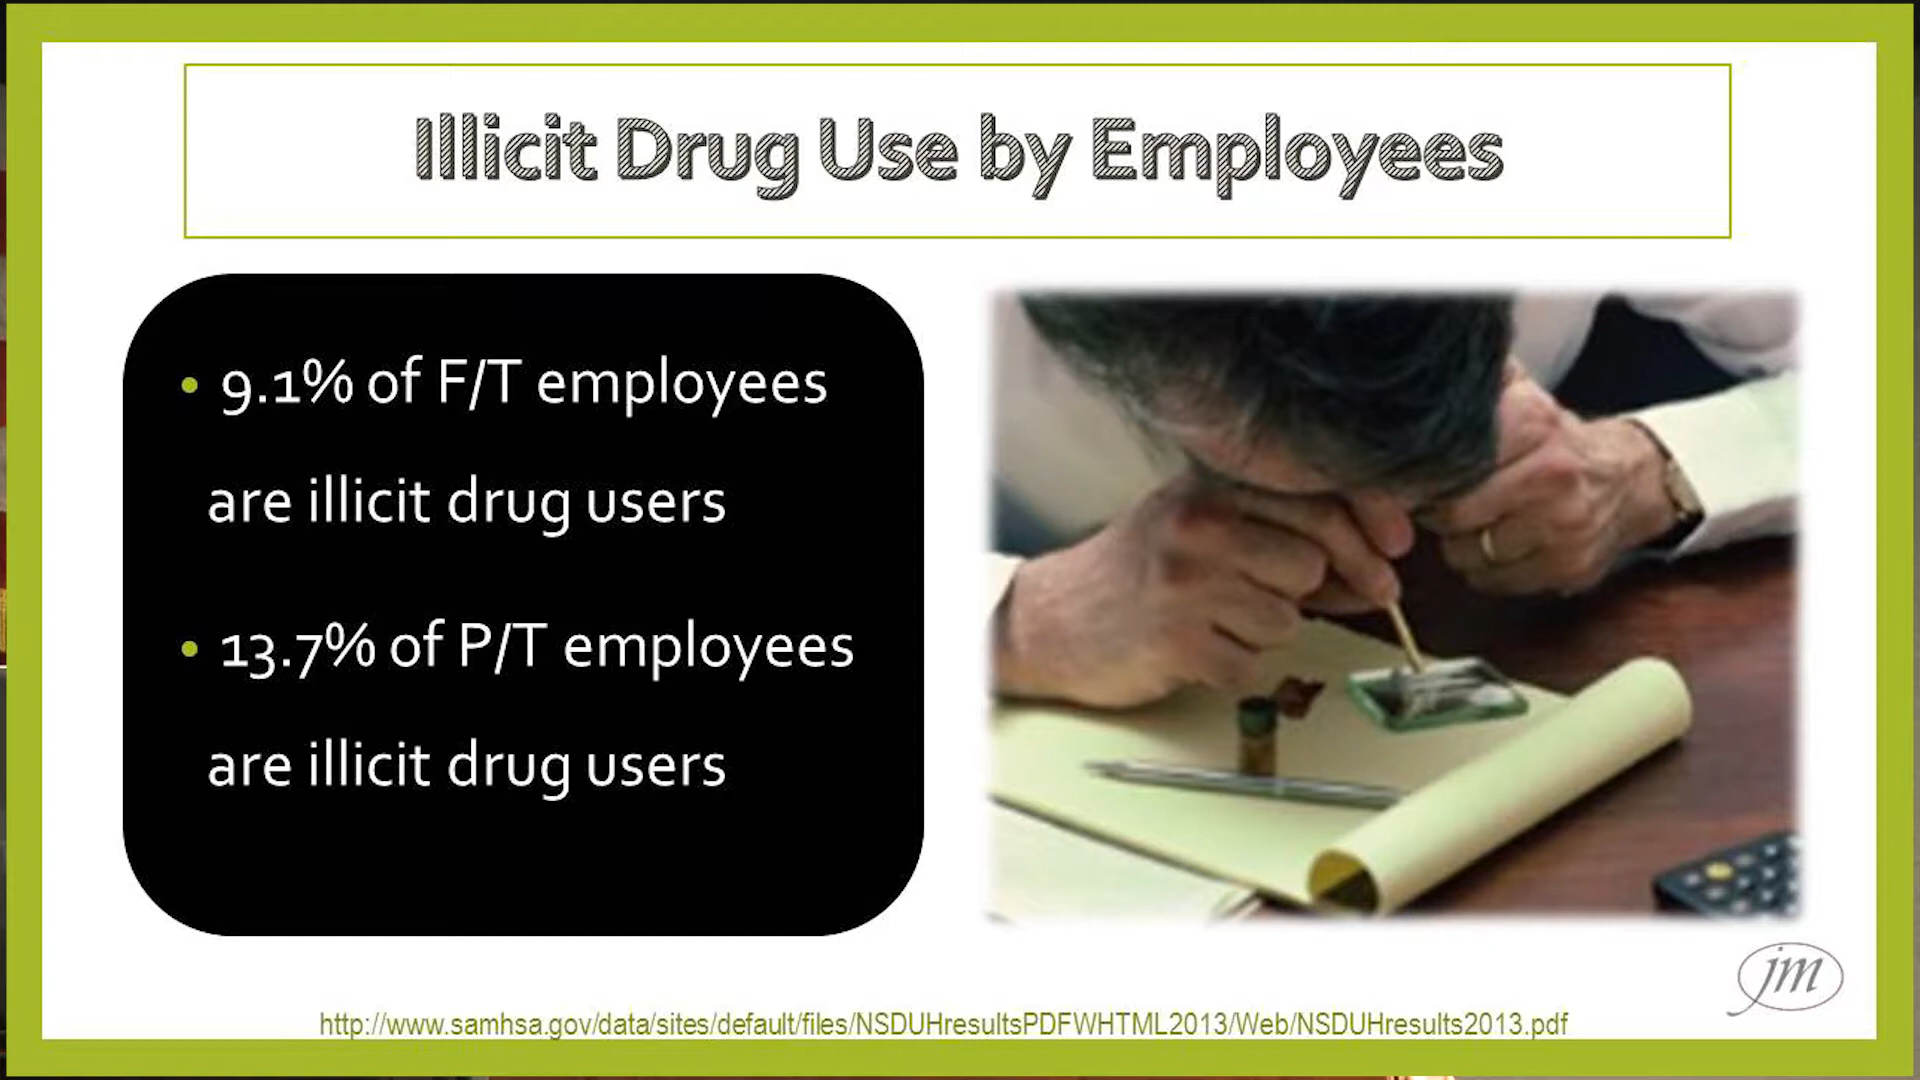 Illicit Drug Use by Employees
• 9.1% of F/T employees
are illicit drug users
• 13.7% of P/T employees
are illicit drug users
jm
http://www.samhsa.gov/data/sites/default/files/NSDUHresultsPDFWHTML2013/Web/NSDUHresults2013.pdf